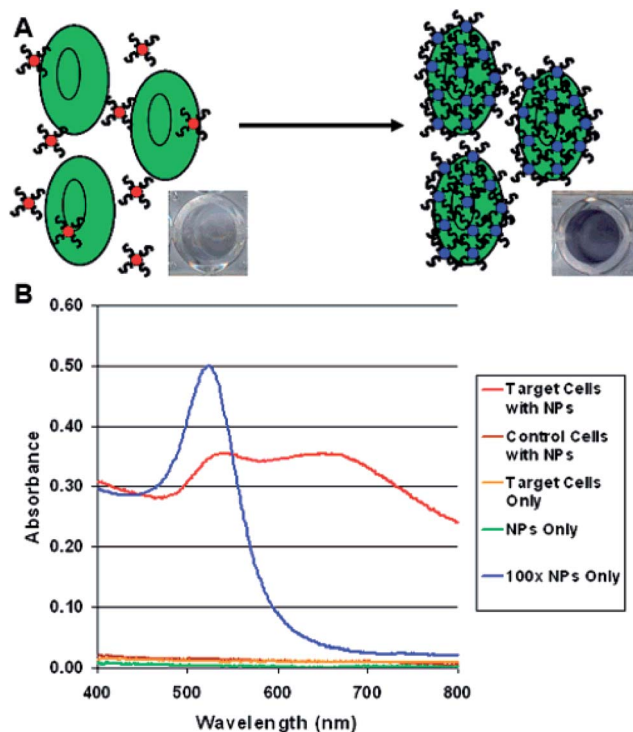 A
B
0.60
0.50
0.40
0.30
0.20
0.10
0.00
Absorbance
400 500 600 700 800
Wavelength (nm)
Target Cells
with NPs
Control Cells
with NPs
Target Cells
Only
NPs Only
100x NPs Only